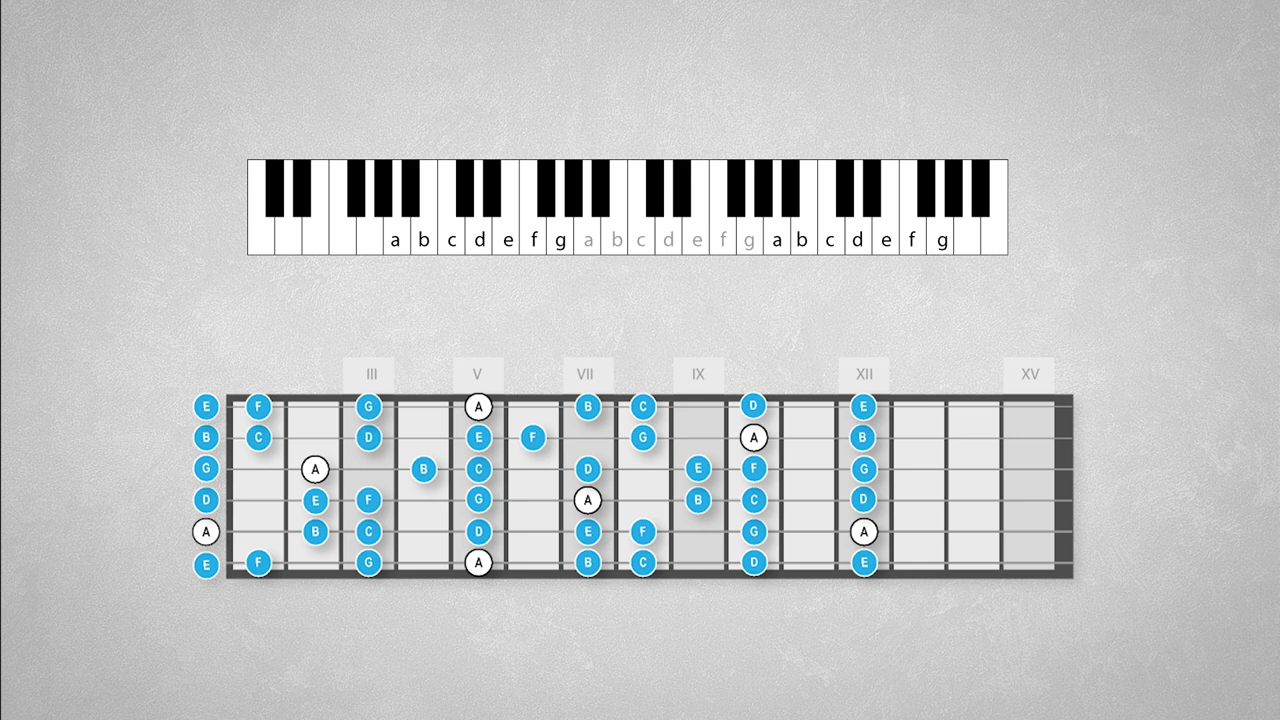 a b c d e f g a b c d e f g a b c d e f g
III V VII IX XII XV
E F G A B C D E
B C D E F G A B
G A B C D E F G
D E F G A B C D
A B C D E F G A
E F G A B C D E